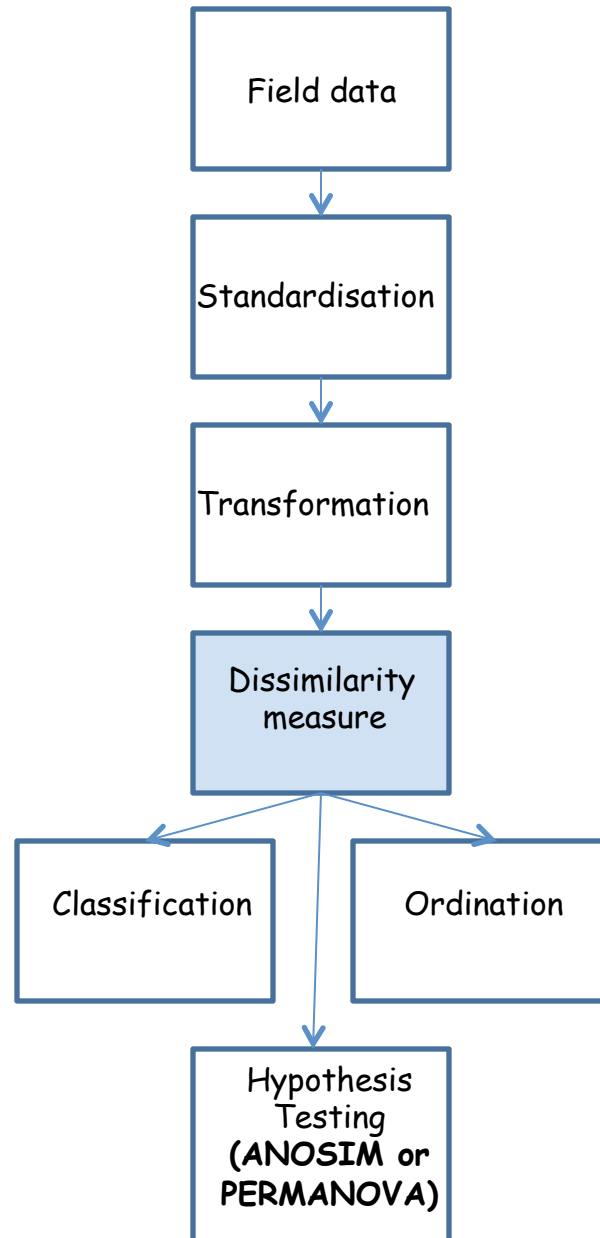 Field data
Standardisation
Transformation
Dissimilarity
measure
Classification
Ordination
Hypothesis
Testing
(ANOSIM or
PERMANOVA)